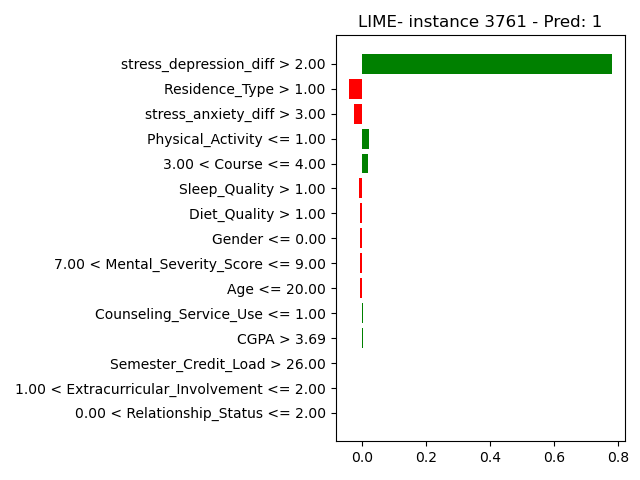 LIME- instance 3761 - Pred: 1
stress_depression_diff > 2.00
Residence_Type > 1.00
stress_anxiety_diff > 3.00
Physical_Activity <= 1.00
3.00 < Course <= 4.00
Sleep_Quality > 1.00
Diet_Quality > 1.00
Gender <= 0.00
7.00 < Mental_Severity_Score <= 9.00
Age <= 20.00
Counseling_Service_Use <= 1.00
CGPA > 3.69
Semester_Credit_Load > 26.00
1.00 < Extracurricular_Involvement <= 2.00
0.00 < Relationship_Status <= 2.00
0.0 0.2 0.4 0.6 0.8